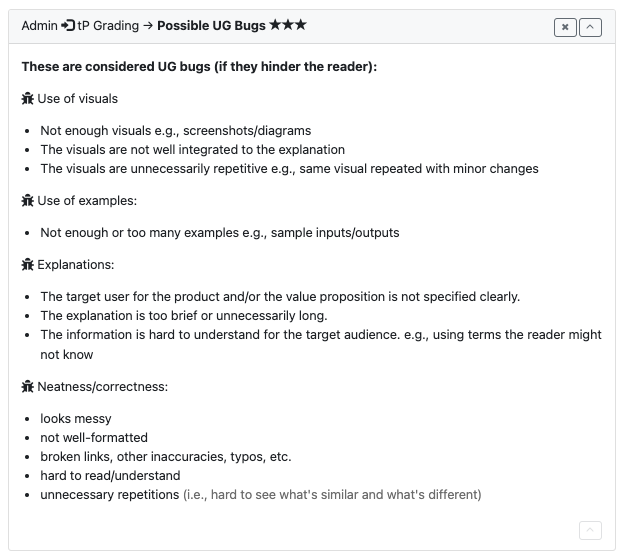 Admin tP Grading → Possible UG Bugs ★★★
These are considered UG bugs (if they hinder the reader):
Use of visuals
• Not enough visuals e.g., screenshots/diagrams
• The visuals are not well integrated to the explanation
• The visuals are unnecessarily repetitive e.g., same visual repeated with minor changes
Use of examples:
• Not enough or too many examples e.g., sample inputs/outputs
Explanations:
• The target user for the product and/or the value proposition is not specified clearly.
• The explanation is too brief or unnecessarily long.
• The information is hard to understand for the target audience. e.g., using terms the reader might
not know
Neatness/correctness:
• looks messy
• not well-formatted
• broken links, other inaccuracies, typos, etc.
• hard to read/understand
• unnecessary repetitions (i.e., hard to see what's similar and what's different)